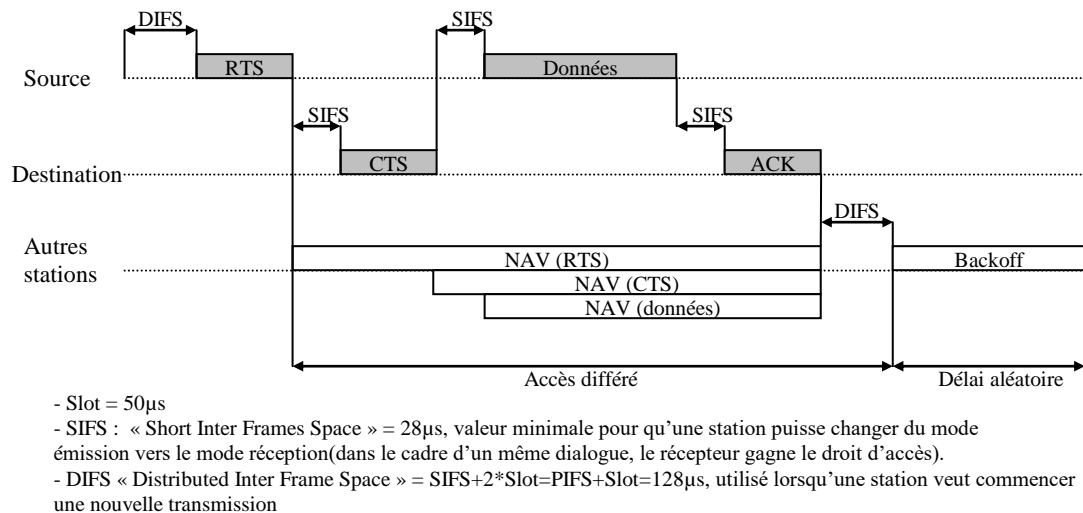 DIFS
SIFS
Source
RTS
Données
SIFS
SIFS
Destination
CTS
ACK
DIFS
Autres
stations
NAV (RTS)
Backoff
NAV (CTS)
NAV (données)
Accès différé
Délai aléatoire
- Slot = 50µs
- SIFS : « Short Inter Frames Space » = 28µs, valeur minimale pour qu'une station puisse changer du mode
émission vers le mode réception(dans le cadre d'un même dialogue, le récepteur gagne le droit d'accès).
- DIFS « Distributed Inter Frame Space » = SIFS+2*Slot=PIFS+Slot=128µs, utilisé lorsqu'une station veut commencer
une nouvelle transmission